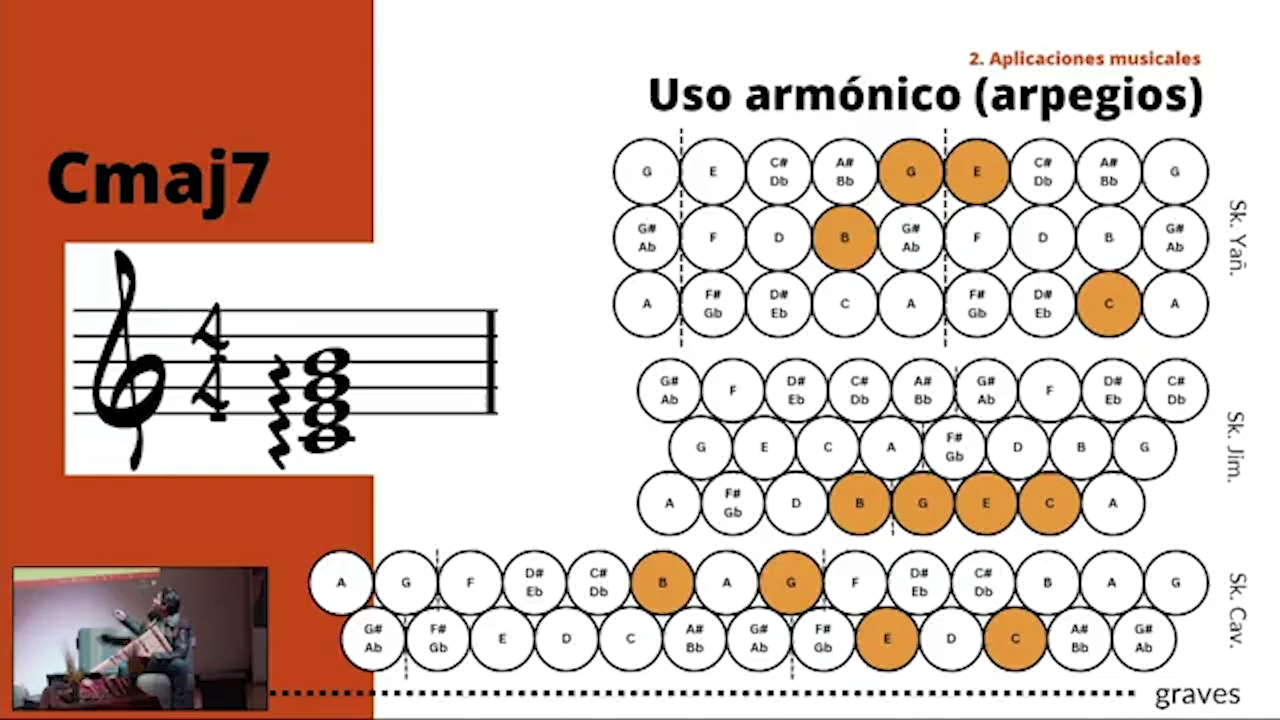 2. Aplicaciones musicales
Uso armónico (arpegios)
Cmaj7
4
4
G E C# Db A# Bb G E C# Db A# Bb G
G# Ab F D B G# Ab F D B G# Ab
A F# Gb D# Eb C A F# Gb D# Eb C A
Sk. Yañ.
G# Ab F D# Eb C# Db A# Bb G# Ab F D# Eb C# Db
G E C A F# Gb D B G
A F# Gb D B G E C A
Sk. Jim.
A G F D# Eb C# Db B A G F D# Eb C# Db B A G
G# Ab F# Gb E D C A# Bb G# Ab F# Gb E D C A# Bb G# Ab
Sk. Cav.
graves